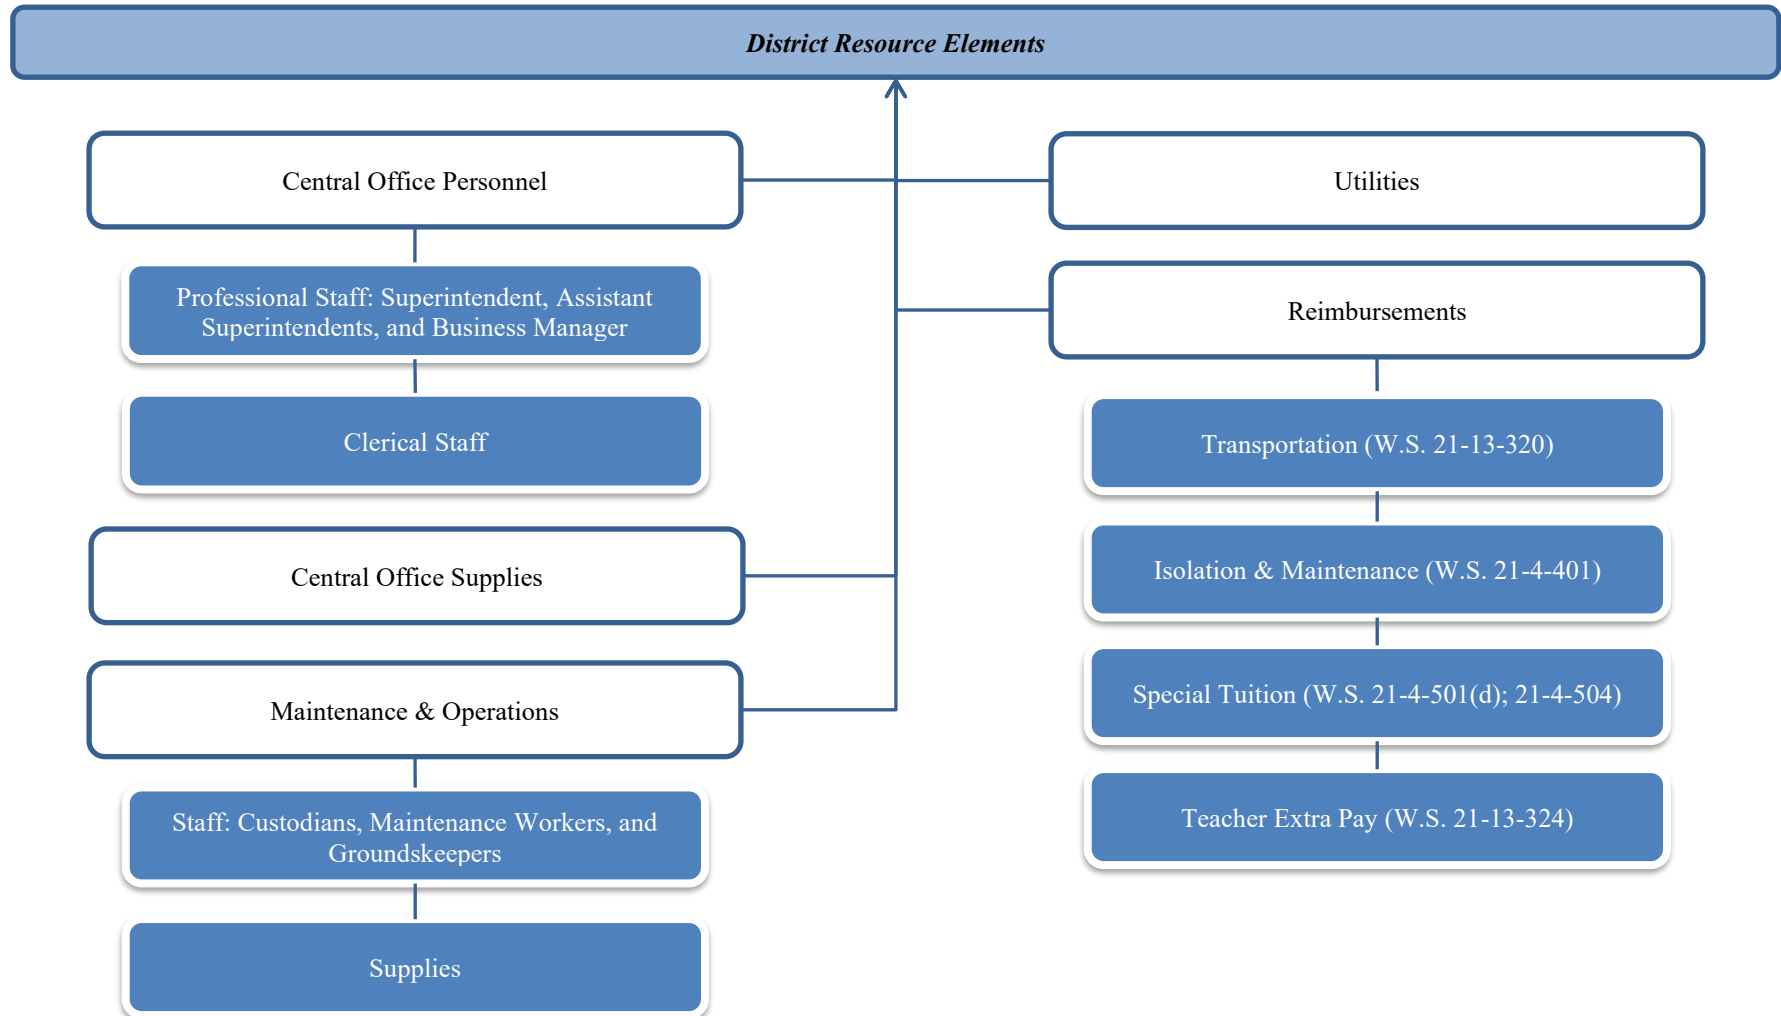 District Resource Elements
Central Office Personnel
Professional Staff: Superintendent, Assistant
Superintendents, and Business Manager
Clerical Staff
Central Office Supplies
Maintenance & Operations
Staff: Custodians, Maintenance Workers, and
Groundskeepers
Supplies
Utilities
Reimbursements
Transportation (W.S. 21-13-320)
Isolation & Maintenance (W.S. 21-4-401)
Special Tuition (W.S. 21-4-501(d); 21-4-504)
Teacher Extra Pay (W.S. 21-13-324)